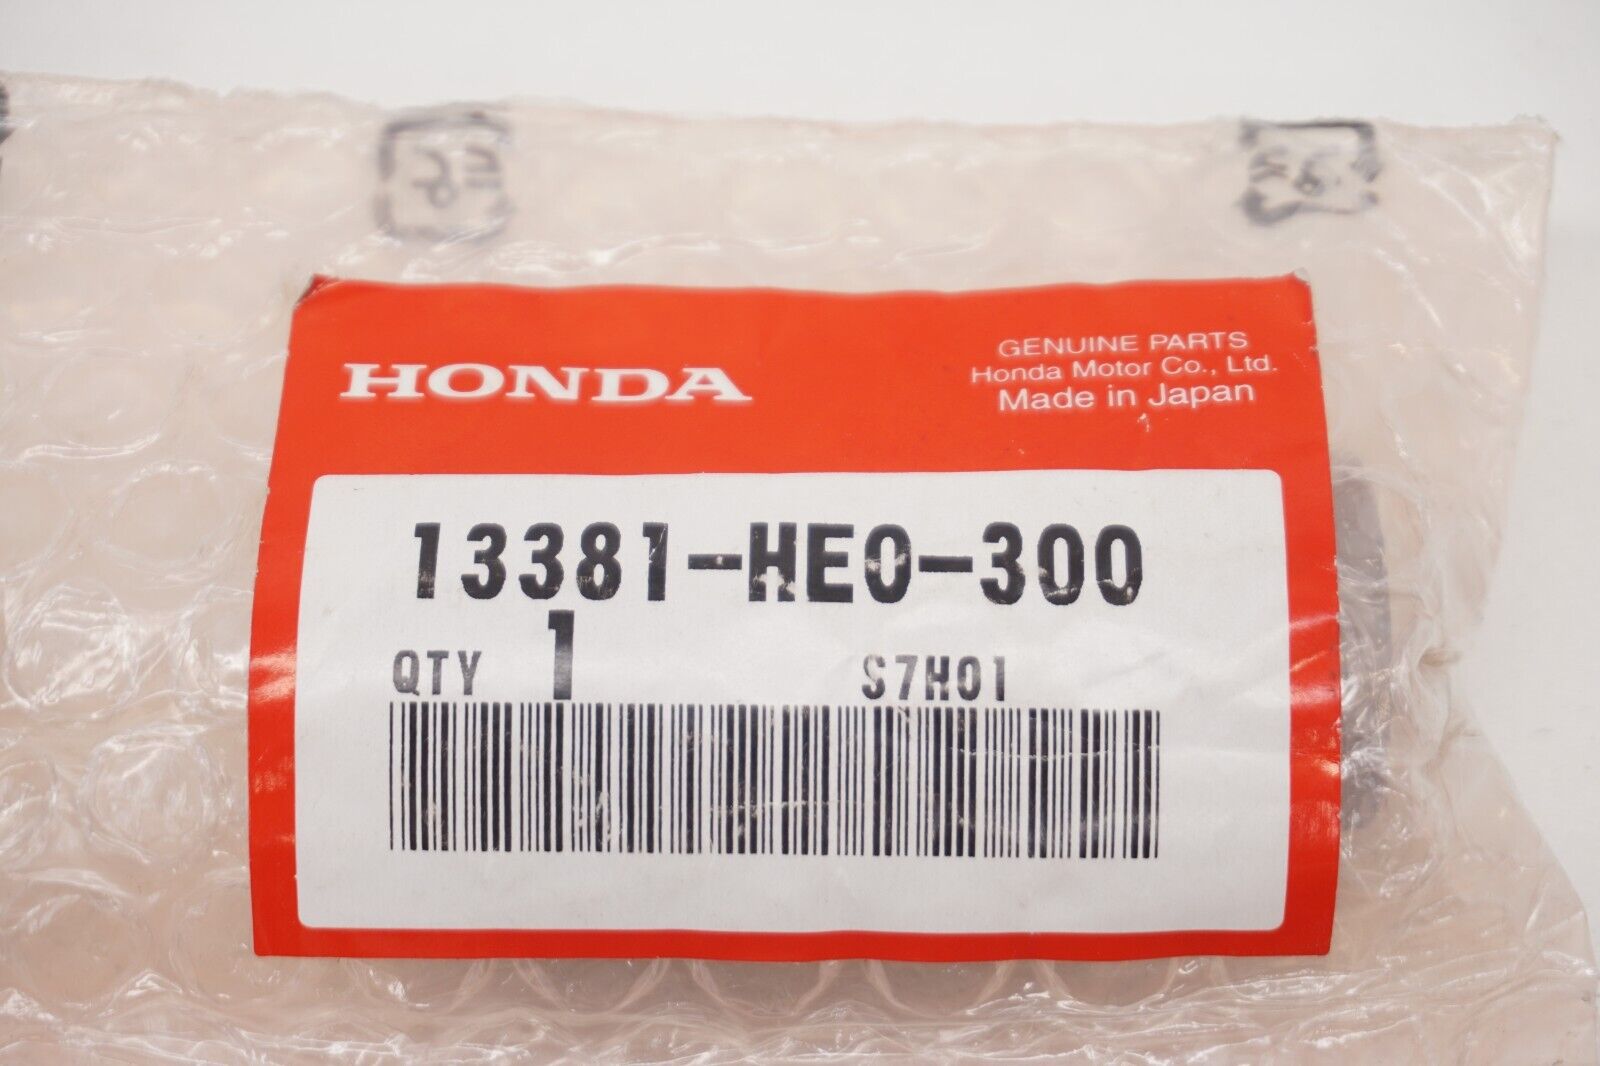 HONDA
GENUINE PARTS
Honda Motor Co., Ltd.
Made in Japan
13381-HE0-300
QTY 1 S7H01